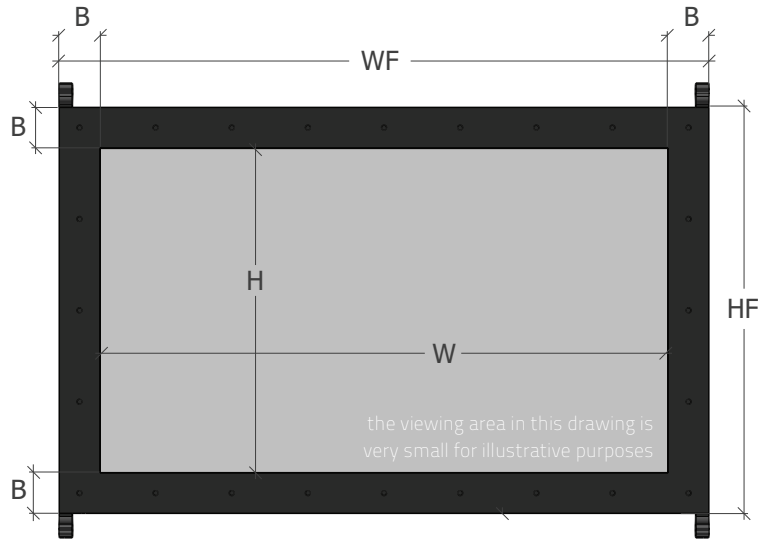 B
B
WF
B
H
HF
W
the viewing area in this drawing is
very small for illustrative purposes
B